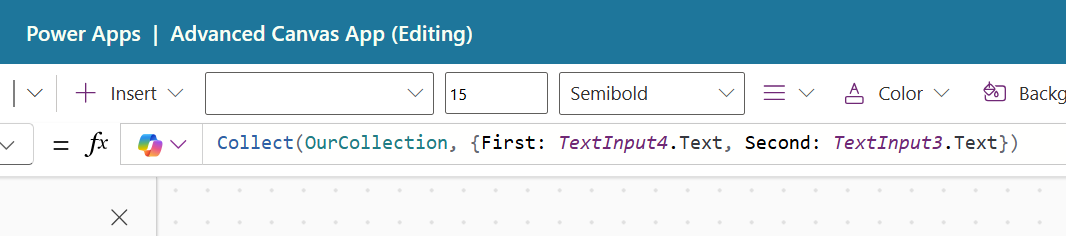 Power Apps | Advanced Canvas App (Editing)
Insert 15 Semibold Color Backg
= fx Collect(OurCollection, {First: TextInput4.Text, Second: TextInput3.Text})